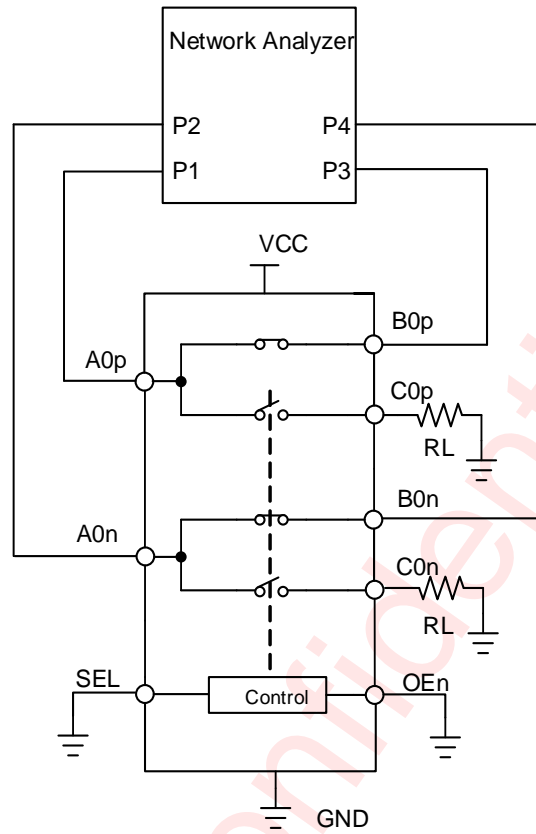 Network Analyzer
P2 P4
P1 P3
VCC
B0p
A0p
C0p
RL
B0n
A0n
C0n
RL
SEL
OEn
Control
GND
onfidenti